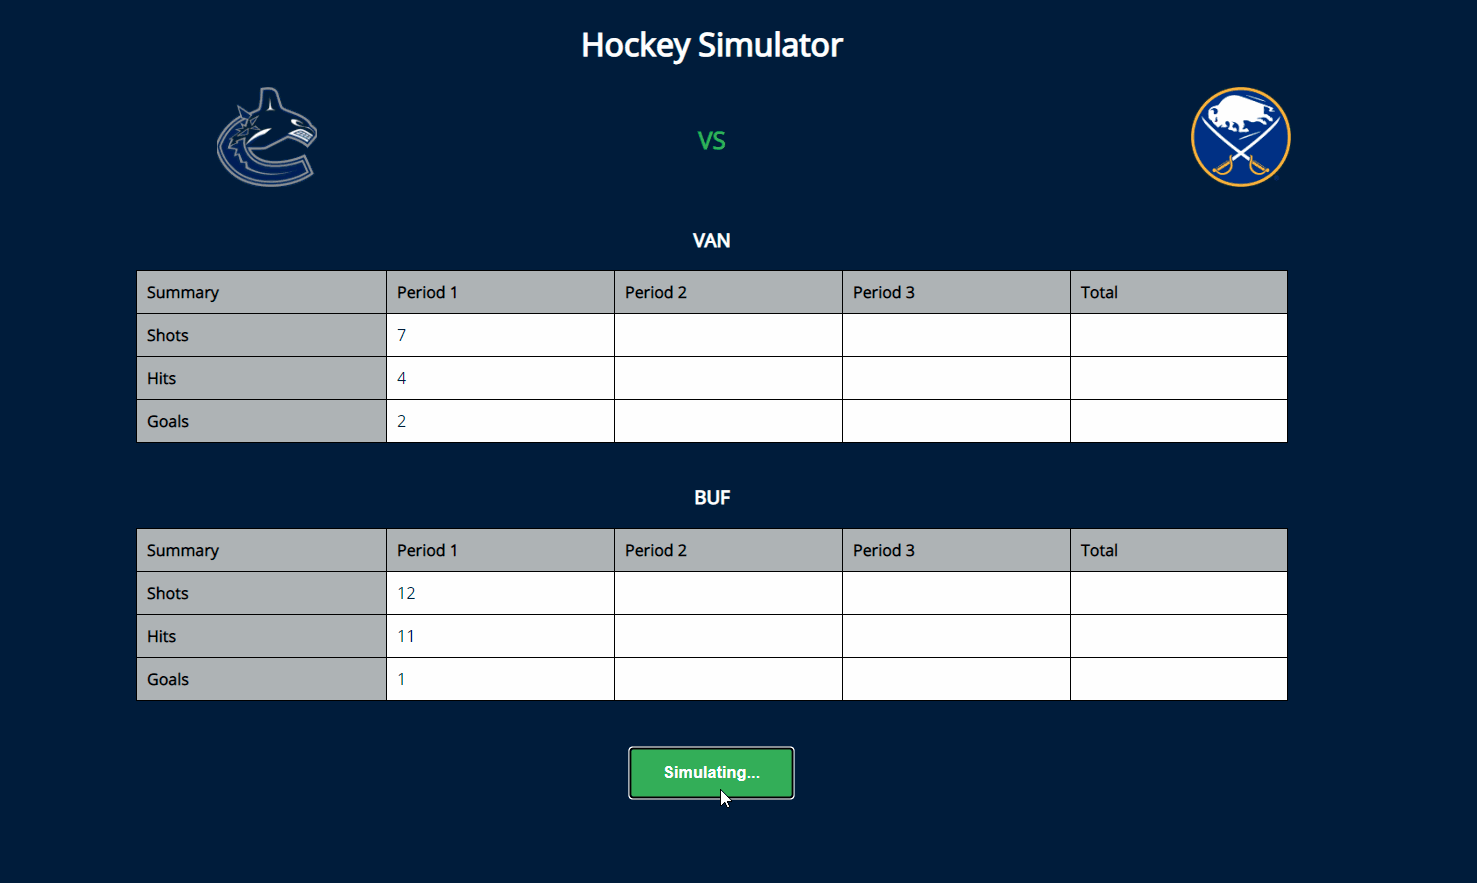 Hockey Simulator
VS
VAN
Summary Period 1 Period 2 Period 3 Total
Shots 7
Hits 4
Goals 2
BUF
Summary Period 1 Period 2 Period 3 Total
Shots 12
Hits 11
Goals 1
Simulating...